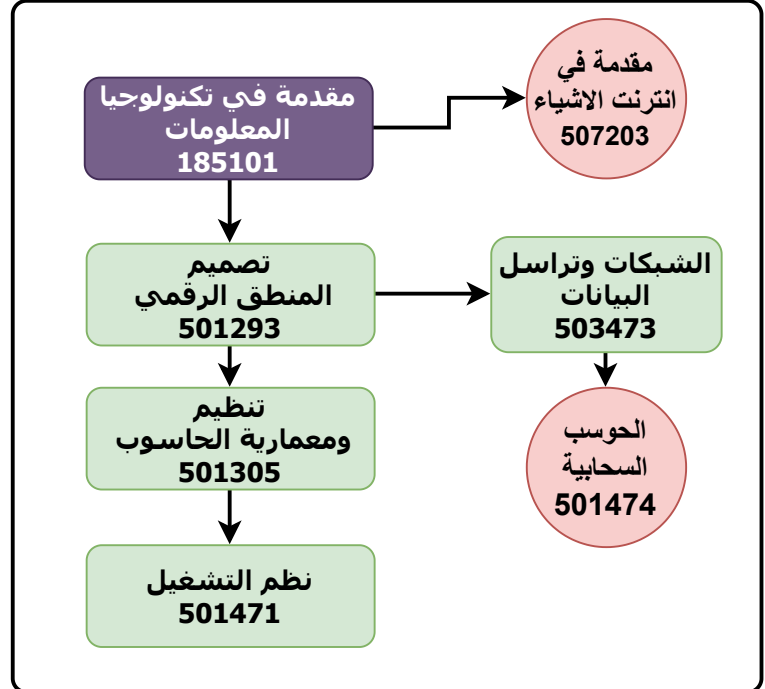 مقدمة في تكنولوجيا
المعلومات
185101
مقدمة في
انترنت الاشياء
507203
تصميم
المنطق الرقمي
501293
الشبكات وتراسل
البيانات
503473
تنظيم
ومعمارية الحاسوب
501305
الحوسب
السحابية
501474
نظم التشغيل
501471